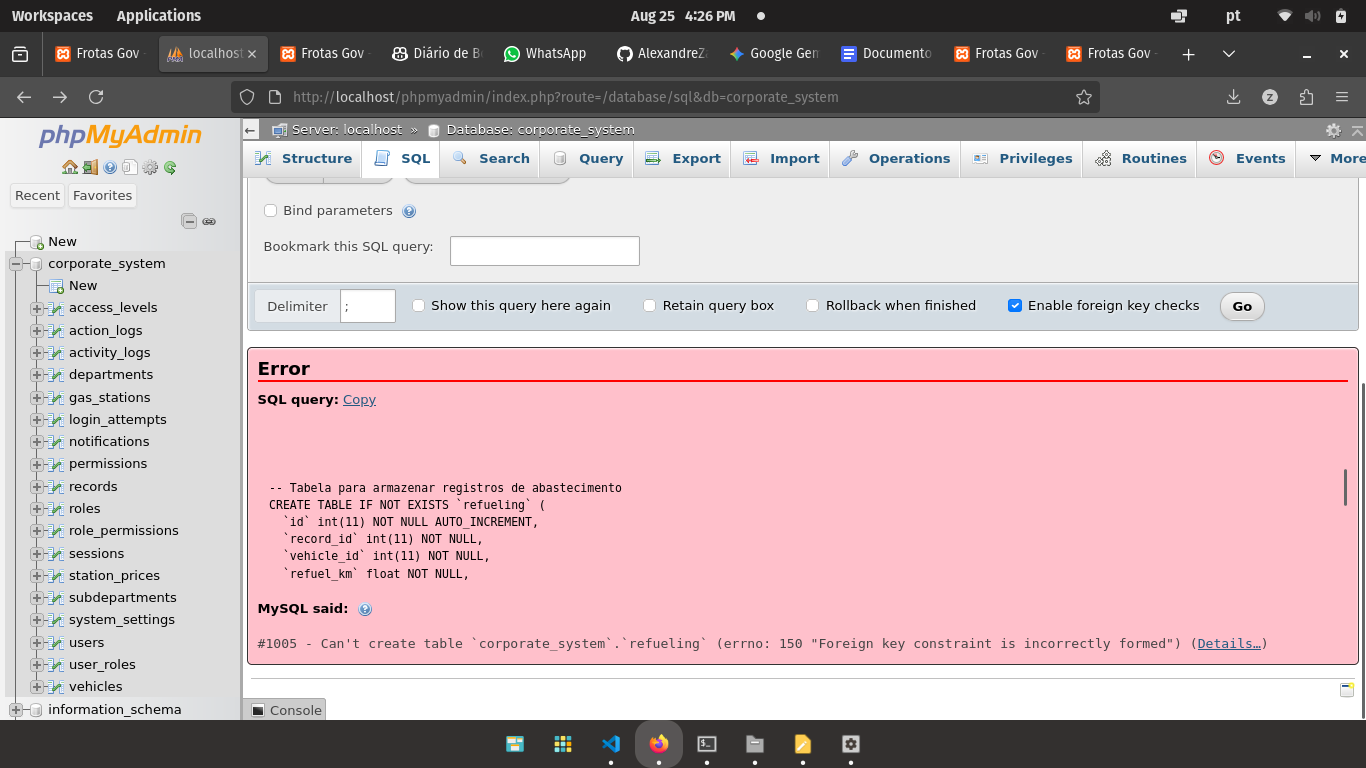 Workspaces Applications Aug 25 4:26 PM pt
Frotas Gov localhost Frotas Gov Diário de B WhatsApp AlexandreZ Google Gem Documento Frotas Gov Frotas Gov
http://localhost/phpmyadmin/index.php?route=/database/sql&db=corporate_system
phpMyAdmin
Recent Favorites
New
corporate_system
New
access_levels
action_logs
activity_logs
departments
gas_stations
login_attempts
notifications
permissions
records
roles
role_permissions
sessions
station_prices
subdepartments
system_settings
users
user_roles
vehicles
information_schema
Server: localhost » Database: corporate_system
Structure SQL Search Query Export Import Operations Privileges Routines Events More
Bind parameters
Bookmark this SQL query:
Delimiter ; Show this query here again Retain query box Rollback when finished Enable foreign key checks Go
Error
SQL query: Copy
-- Tabela para armazenar registros de abastecimento
CREATE TABLE IF NOT EXISTS `refueling` (
`id` int(11) NOT NULL AUTO_INCREMENT,
`record_id` int(11) NOT NULL,
`vehicle_id` int(11) NOT NULL,
`refuel_km` float NOT NULL,
MySQL said:
#1005 - Can't create table `corporate_system`.`refueling` (errno: 150 "Foreign key constraint is incorrectly formed") (Details…)
Console